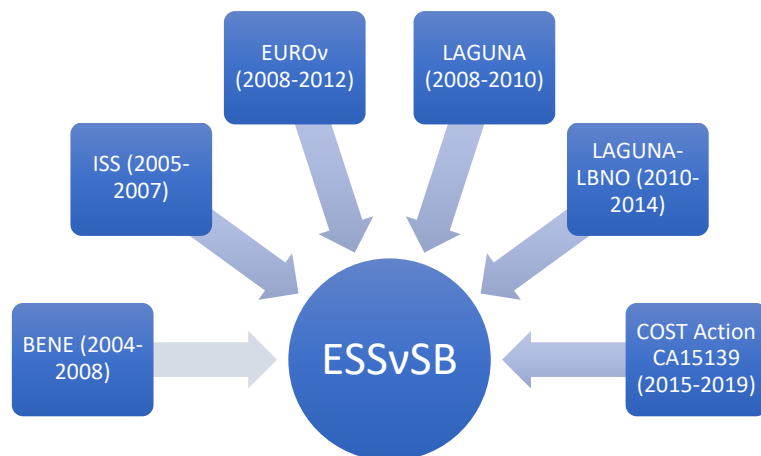 EUROν
(2008-2012)
LAGUNA
(2008-2010)
ISS (2005-
2007)
LAGUNA-
LBNO (2010-
2014)
BENE (2004-
2008)
ESSνSB
COST Action
CA15139
(2015-2019)